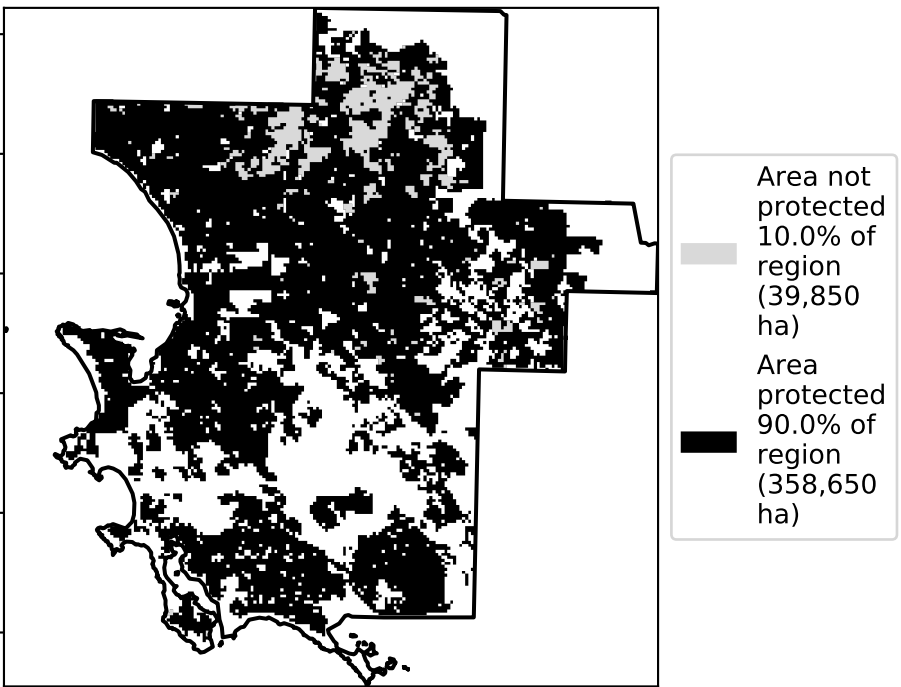 Area not
protected
10.0% of
region
(39,850
ha)
Area
protected
90.0% of
region
(358,650
ha)